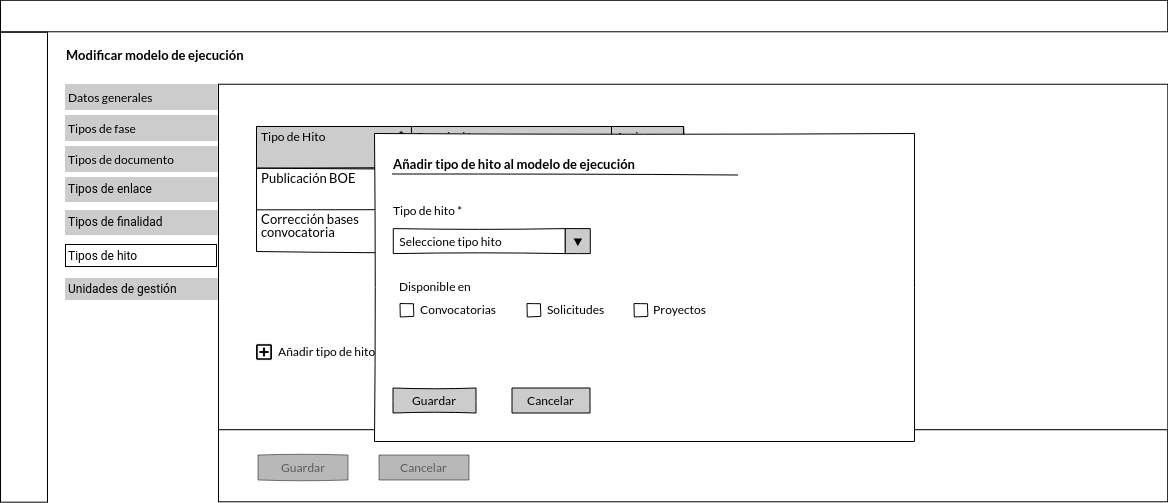 Modificar modelo de ejecución
Datos generales
Tipos de fase
Tipos de documento
Tipos de enlace
Tipos de finalidad
Tipos de hito
Unidades de gestión
Tipo de Hito
Publicación BOE
Corrección bases
convocatoria
Añadir tipo de hito
Añadir tipo de hito al modelo de ejecución
Tipo de hito *
Seleccione tipo hito
Disponible en
Convocatorias Solicitudes Proyectos
Guardar Cancelar
Guardar Cancelar